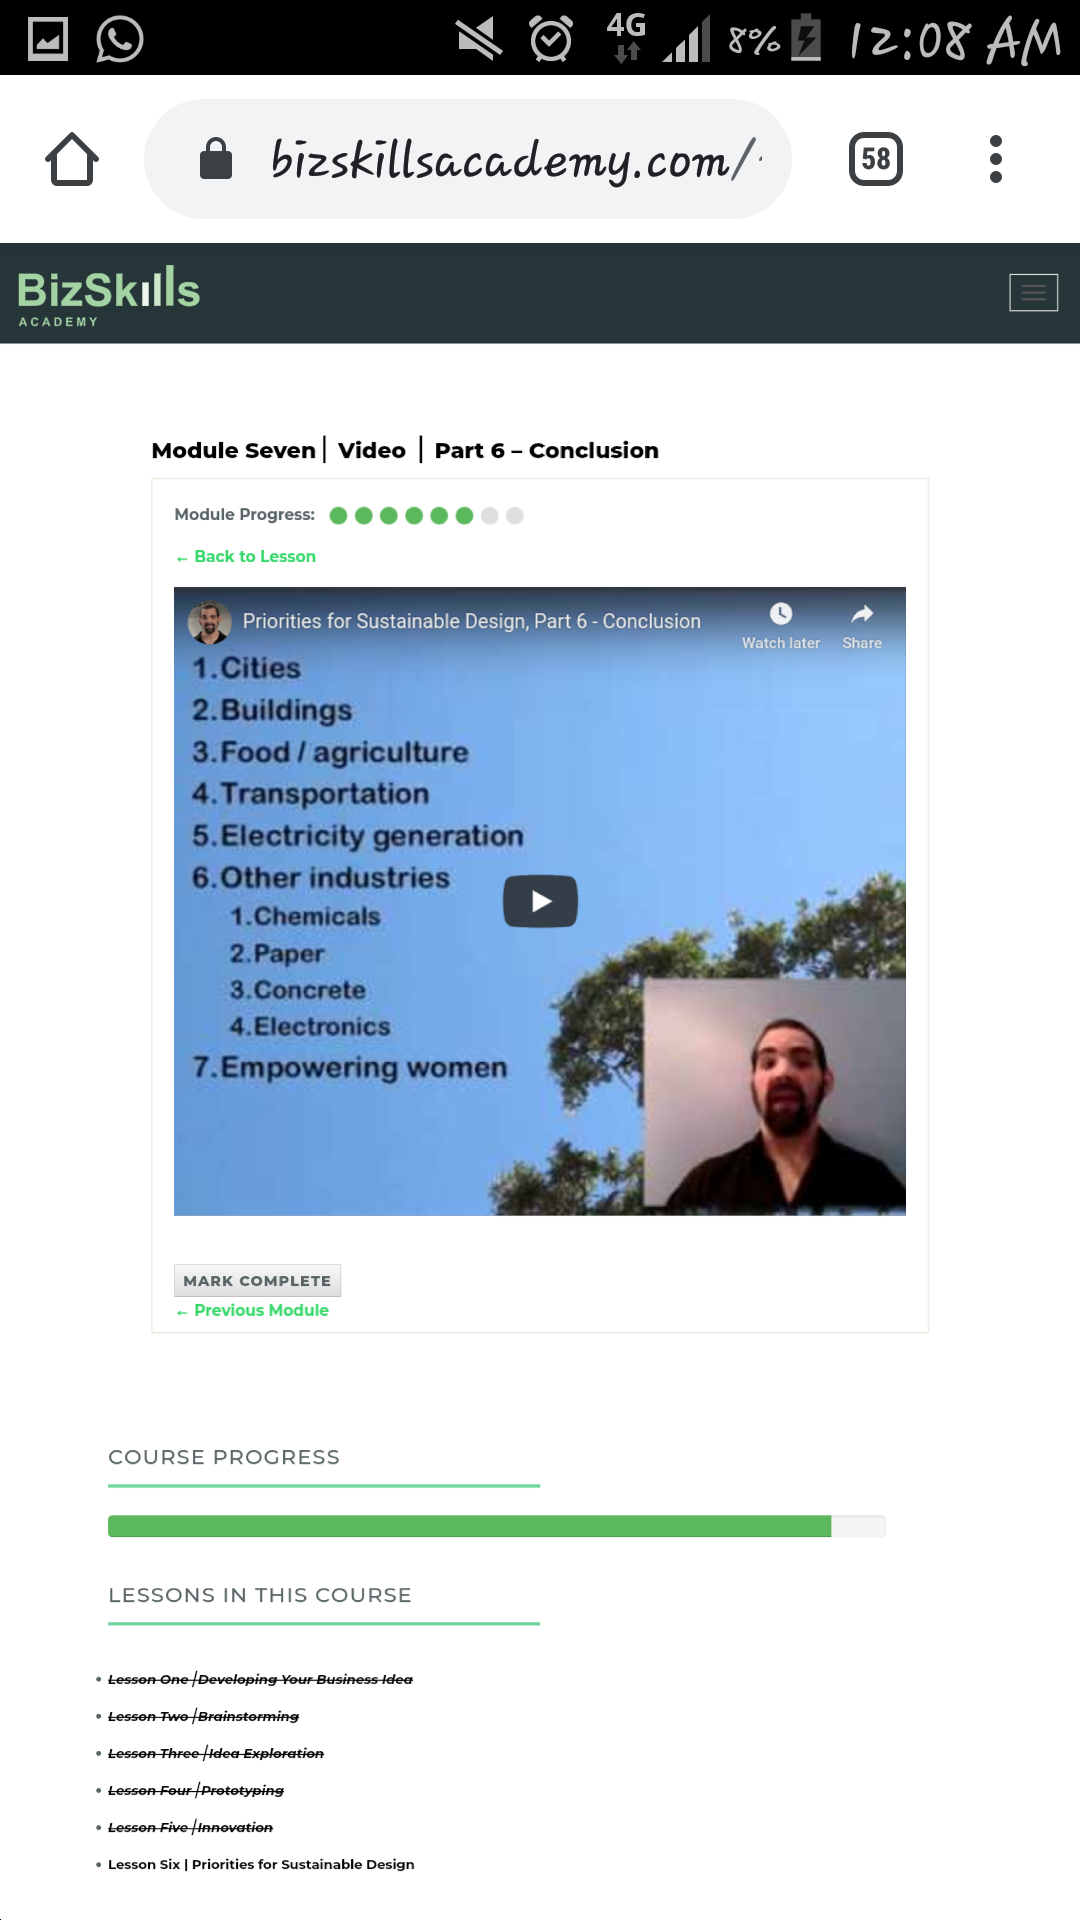 4G 8% 12:08 AM
bizskillsacademy.com/
58
BizSkills
ACADEMY
Module Seven│ Video │ Part 6 – Conclusion
Module Progress:
← Back to Lesson
Priorities for Sustainable Design, Part 6 - Conclusion
Watch later Share
1.Cities
2.Buildings
3.Food / agriculture
4.Transportation
5.Electricity generation
6.Other industries
1.Chemicals
2.Paper
3.Concrete
4.Electronics
7.Empowering women
MARK COMPLETE
← Previous Module
COURSE PROGRESS
LESSONS IN THIS COURSE
• Lesson One│Developing Your Business Idea
• Lesson Two│Brainstorming
• Lesson Three│Idea Exploration
• Lesson Four│Prototyping
• Lesson Five│Innovation
• Lesson Six | Priorities for Sustainable Design